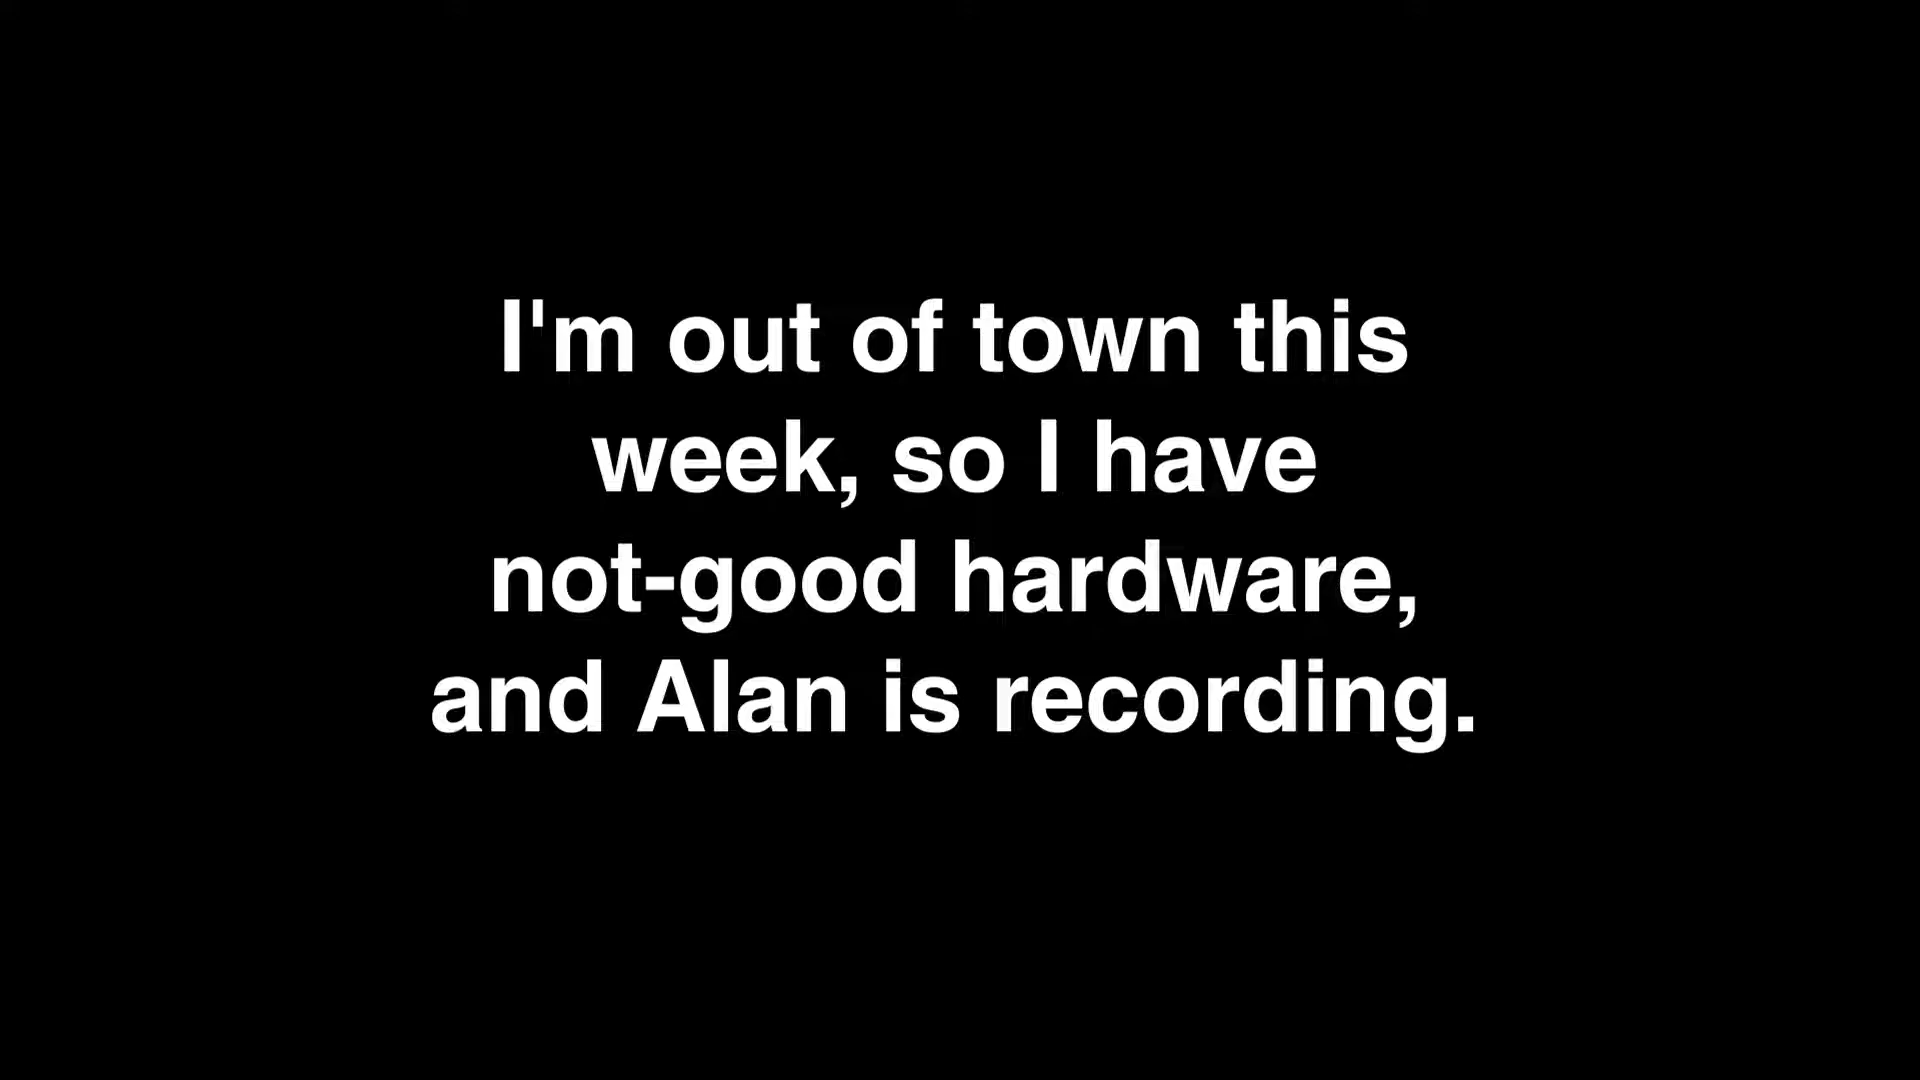 I'm out of town this
week, so I have
not-good hardware,
and Alan is recording.